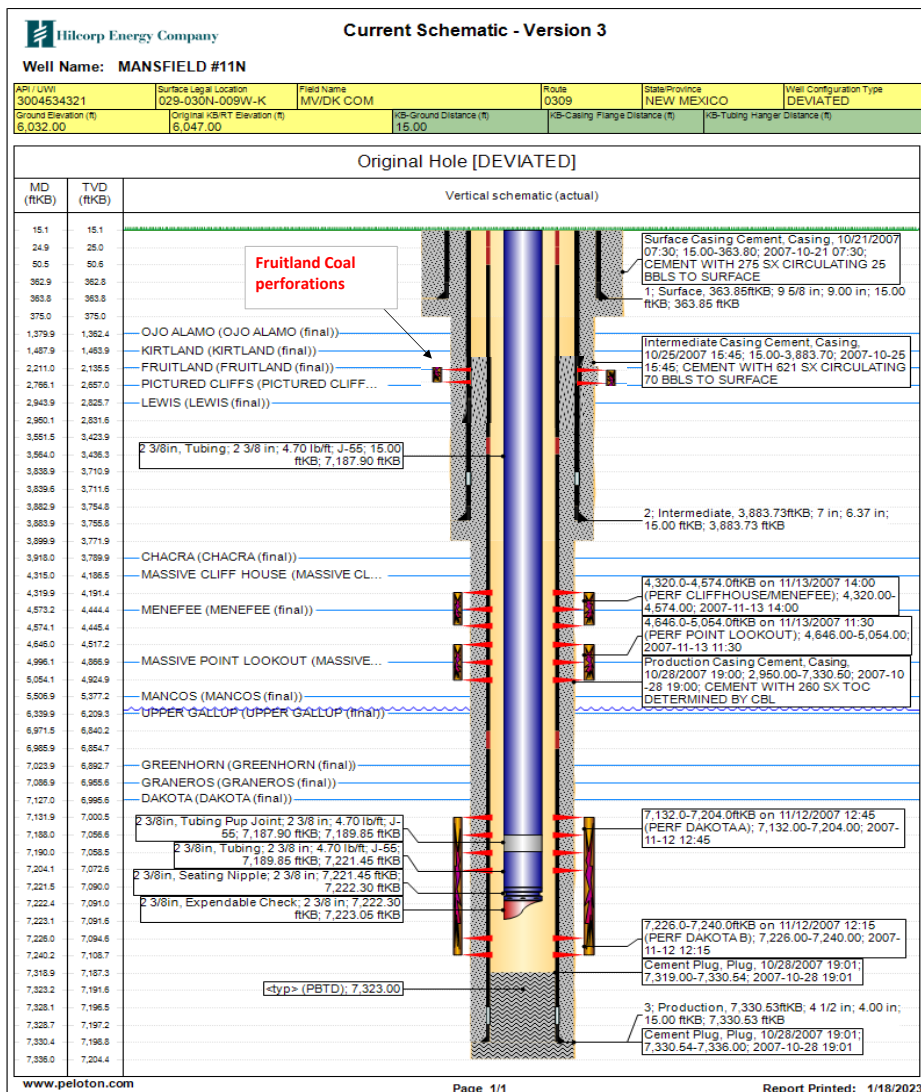 Hilcorp Energy Company
Current Schematic - Version 3
Well Name: MANSFIELD #11N
API / UWI
3004534321
Surface Legal Location
029-030N-009W-K
Field Name
MV/DK COM
Route
0309
State/Province
NEW MEXICO
Well Configuration Type
DEVIATED
Ground Elevation (ft)
6,032.00
Original KB/RT Elevation (ft)
6,047.00
KB-Ground Distance (ft)
15.00
KB-Casing Flange Distance (ft)
KB-Tubing Hanger Distance (ft)
Original Hole [DEVIATED]
MD
(ftKB)
TVD
(ftKB)
Vertical schematic (actual)
15.1 15.1
24.9 25.0
50.5 50.6
362.9 362.8
363.8 363.8
375.0 375.0
1,379.9 1,362.4
1,487.9 1,463.9
2,211.0 2,135.5
2,766.1 2,657.0
2,943.9 2,825.7
2,950.1 2,831.6
3,551.5 3,423.9
3,564.0 3,436.3
3,838.9 3,710.9
3,839.6 3,711.6
3,882.9 3,754.8
3,883.9 3,755.8
3,899.9 3,771.9
3,918.0 3,789.9
4,315.0 4,186.5
4,319.9 4,191.4
4,573.2 4,444.4
4,574.1 4,445.4
4,646.0 4,517.2
4,996.1 4,866.9
5,054.1 4,924.9
5,506.9 5,377.2
6,339.9 6,209.3
6,971.5 6,840.2
6,985.9 6,854.7
7,023.9 6,892.7
7,086.9 6,955.6
7,127.0 6,995.6
7,131.9 7,000.5
7,188.0 7,056.6
7,190.0 7,058.5
7,204.1 7,072.6
7,221.5 7,090.0
7,222.4 7,091.0
7,223.1 7,091.6
7,226.0 7,094.6
7,240.2 7,108.7
7,318.9 7,187.3
7,323.2 7,191.6
7,328.1 7,196.5
7,328.7 7,197.2
7,330.4 7,198.8
7,336.0 7,204.4
Fruitland Coal
perforations
OJO ALAMO (OJO ALAMO (final))
KIRTLAND (KIRTLAND (final))
FRUITLAND (FRUITLAND (final))
PICTURED CLIFFS (PICTURED CLIFF...
LEWIS (LEWIS (final))
2 3/8in, Tubing; 2 3/8 in; 4.70 lb/ft; J-55; 15.00
ftKB; 7,187.90 ftKB
CHACRA (CHACRA (final))
MASSIVE CLIFF HOUSE (MASSIVE CL...
MENEFEE (MENEFEE (final))
MASSIVE POINT LOOKOUT (MASSIVE...
MANCOS (MANCOS (final))
UPPER GALLUP (UPPER GALLUP (final))
GREENHORN (GREENHORN (final))
GRANEROS (GRANEROS (final))
DAKOTA (DAKOTA (final))
2 3/8in, Tubing Pup Joint; 2 3/8 in; 4.70 lb/ft; J-
55; 7,187.90 ftKB; 7,189.85 ftKB
2 3/8in, Tubing; 2 3/8 in; 4.70 lb/ft; J-55;
7,189.85 ftKB; 7,221.45 ftKB
2 3/8in, Seating Nipple; 2 3/8 in; 7,221.45 ftKB;
7,222.30 ftKB
2 3/8in, Expendable Check; 2 3/8 in; 7,222.30
ftKB; 7,223.05 ftKB
<typ> (PBTD); 7,323.00
Surface Casing Cement, Casing, 10/21/2007
07:30; 15.00-363.80; 2007-10-21 07:30;
CEMENT WITH 275 SX CIRCULATING 25
BBLS TO SURFACE
1; Surface, 363.85ftKB; 9 5/8 in; 9.00 in; 15.00
ftKB; 363.85 ftKB
Intermediate Casing Cement, Casing,
10/25/2007 15:45; 15.00-3,883.70; 2007-10-25
15:45; CEMENT WITH 621 SX CIRCULATING
70 BBLS TO SURFACE
2; Intermediate, 3,883.73ftKB; 7 in; 6.37 in;
15.00 ftKB; 3,883.73 ftKB
4,320.0-4,574.0ftKB on 11/13/2007 14:00
(PERF CLIFFHOUSE/MENEFEE); 4,320.00-
4,574.00; 2007-11-13 14:00
4,646.0-5,054.0ftKB on 11/13/2007 11:30
(PERF POINT LOOKOUT); 4,646.00-5,054.00;
2007-11-13 11:30
Production Casing Cement, Casing,
10/28/2007 19:00; 2,950.00-7,330.50; 2007-10
-28 19:00; CEMENT WITH 260 SX TOC
DETERMINED BY CBL
7,132.0-7,204.0ftKB on 11/12/2007 12:45
(PERF DAKOTAA); 7,132.00-7,204.00; 2007-
11-12 12:45
7,226.0-7,240.0ftKB on 11/12/2007 12:15
(PERF DAKOTA B); 7,226.00-7,240.00; 2007-
11-12 12:15
Cement Plug, Plug, 10/28/2007 19:01;
7,319.00-7,330.54; 2007-10-28 19:01
3; Production, 7,330.53ftKB; 4 1/2 in; 4.00 in;
15.00 ftKB; 7,330.53 ftKB
Cement Plug, Plug, 10/28/2007 19:01;
7,330.54-7,336.00; 2007-10-28 19:01
www.peloton.com
Page 1/1
Report Printed: 1/18/2023